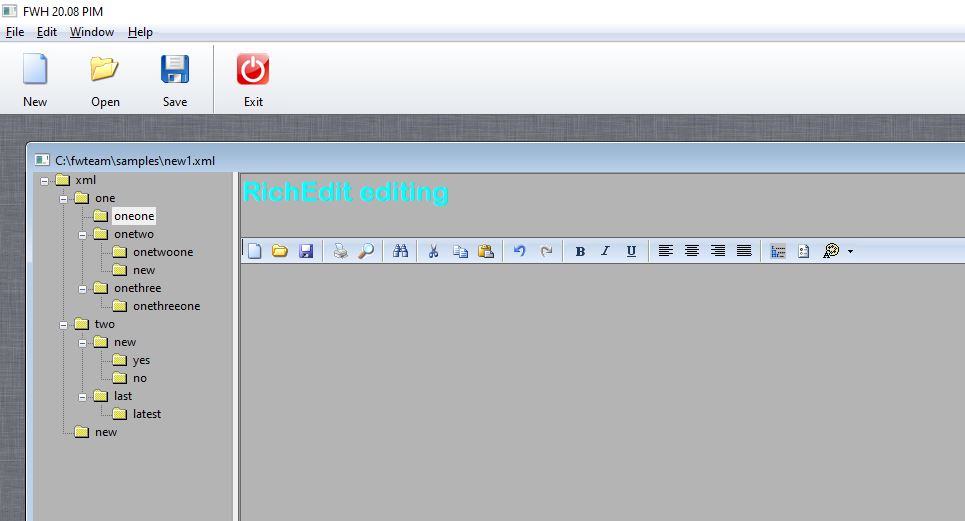 FWH 20.08 PIM
File Edit Window Help
New Open Save Exit
C:\fwteam\samples\new1.xml
xml
one
oneone
onetwo
onetwoone
new
onethree
onethreeone
two
new
yes
no
last
latest
new
RichEdit editing
B I U